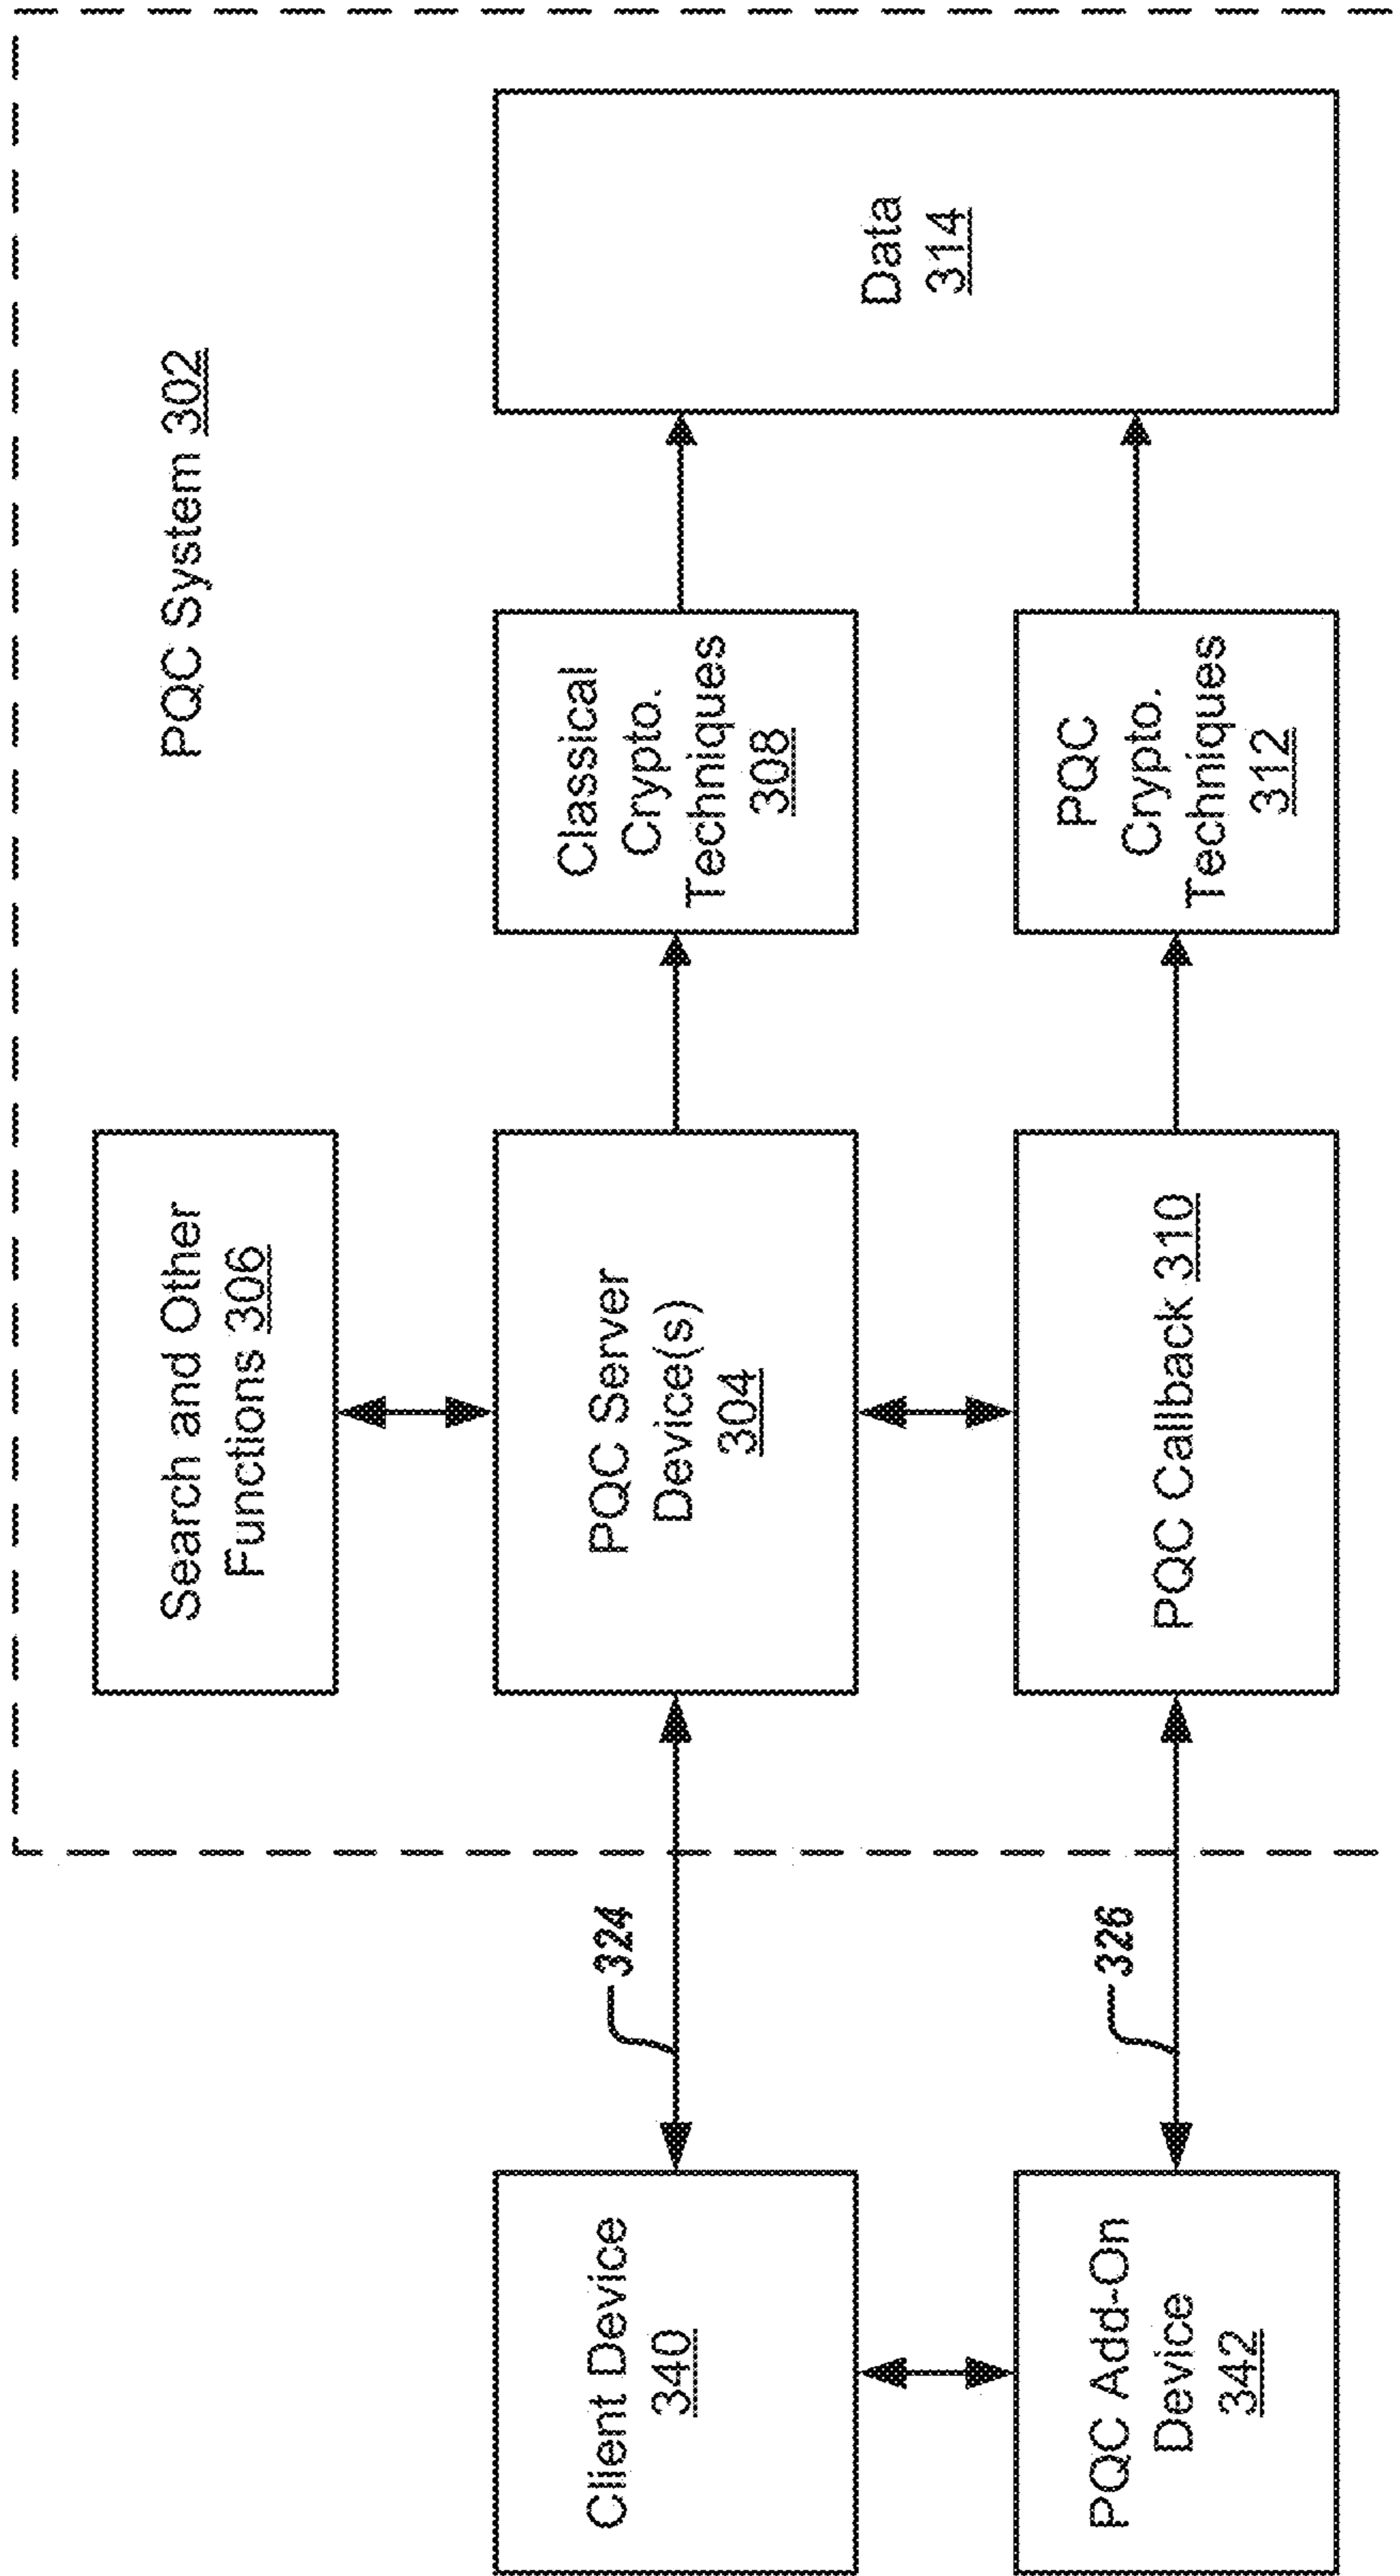 PQC System 302
Search and Other
Functions 306
Client Device
340
324
PQC Server
Device(s)
304
Classical
Crypto.
Techniques
308
Data
314
PQC Add-On
Device
342
326
PQC Callback 310
PQC
Crypto.
Techniques
312